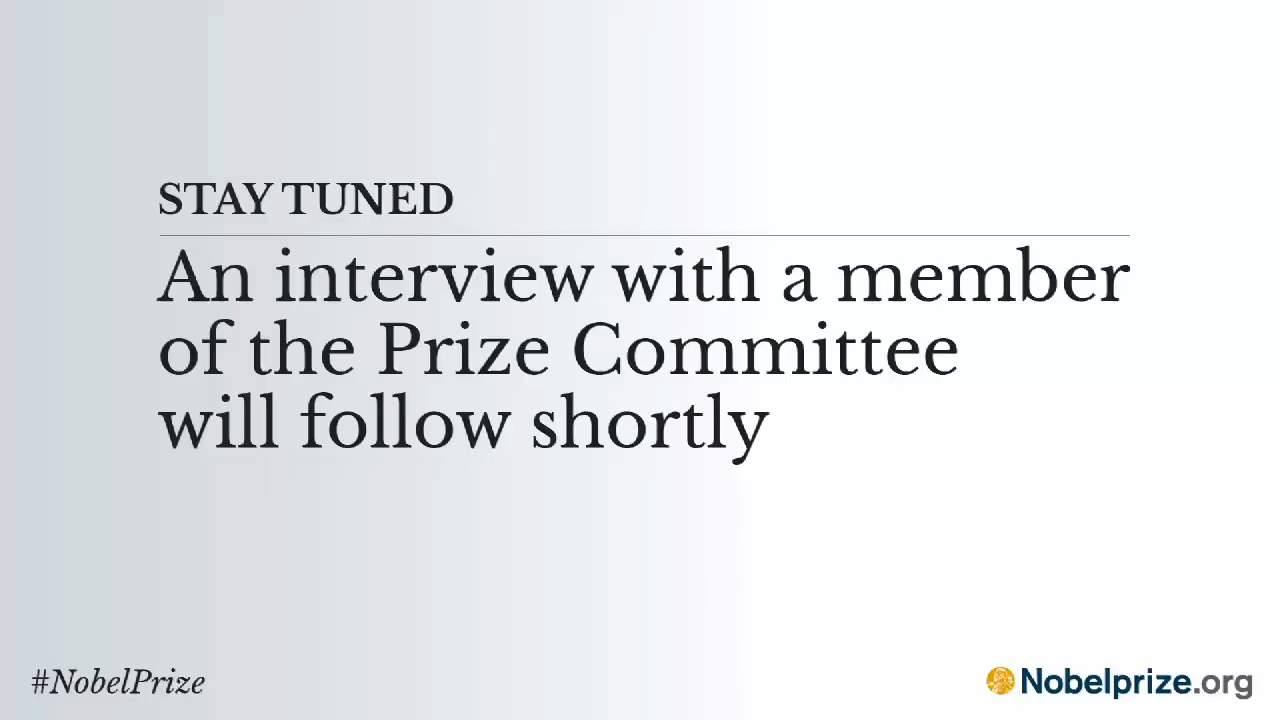 STAY TUNED
An interview with a member
of the Prize Committee
will follow shortly
#NobelPrize
Nobelprize.org